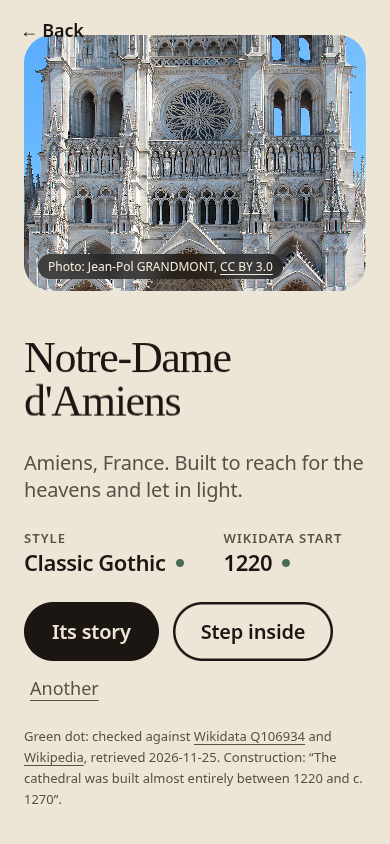 ← Back
Photo: Jean-Pol GRANDMONT, CC BY 3.0
Notre-Dame
d'Amiens
Amiens, France. Built to reach for the
heavens and let in light.
STYLE
Classic Gothic
WIKIDATA START
1220
Its story
Step inside
Another
Green dot: checked against Wikidata Q106934 and
Wikipedia, retrieved 2026-11-25. Construction: “The
cathedral was built almost entirely between 1220 and c.
1270”.